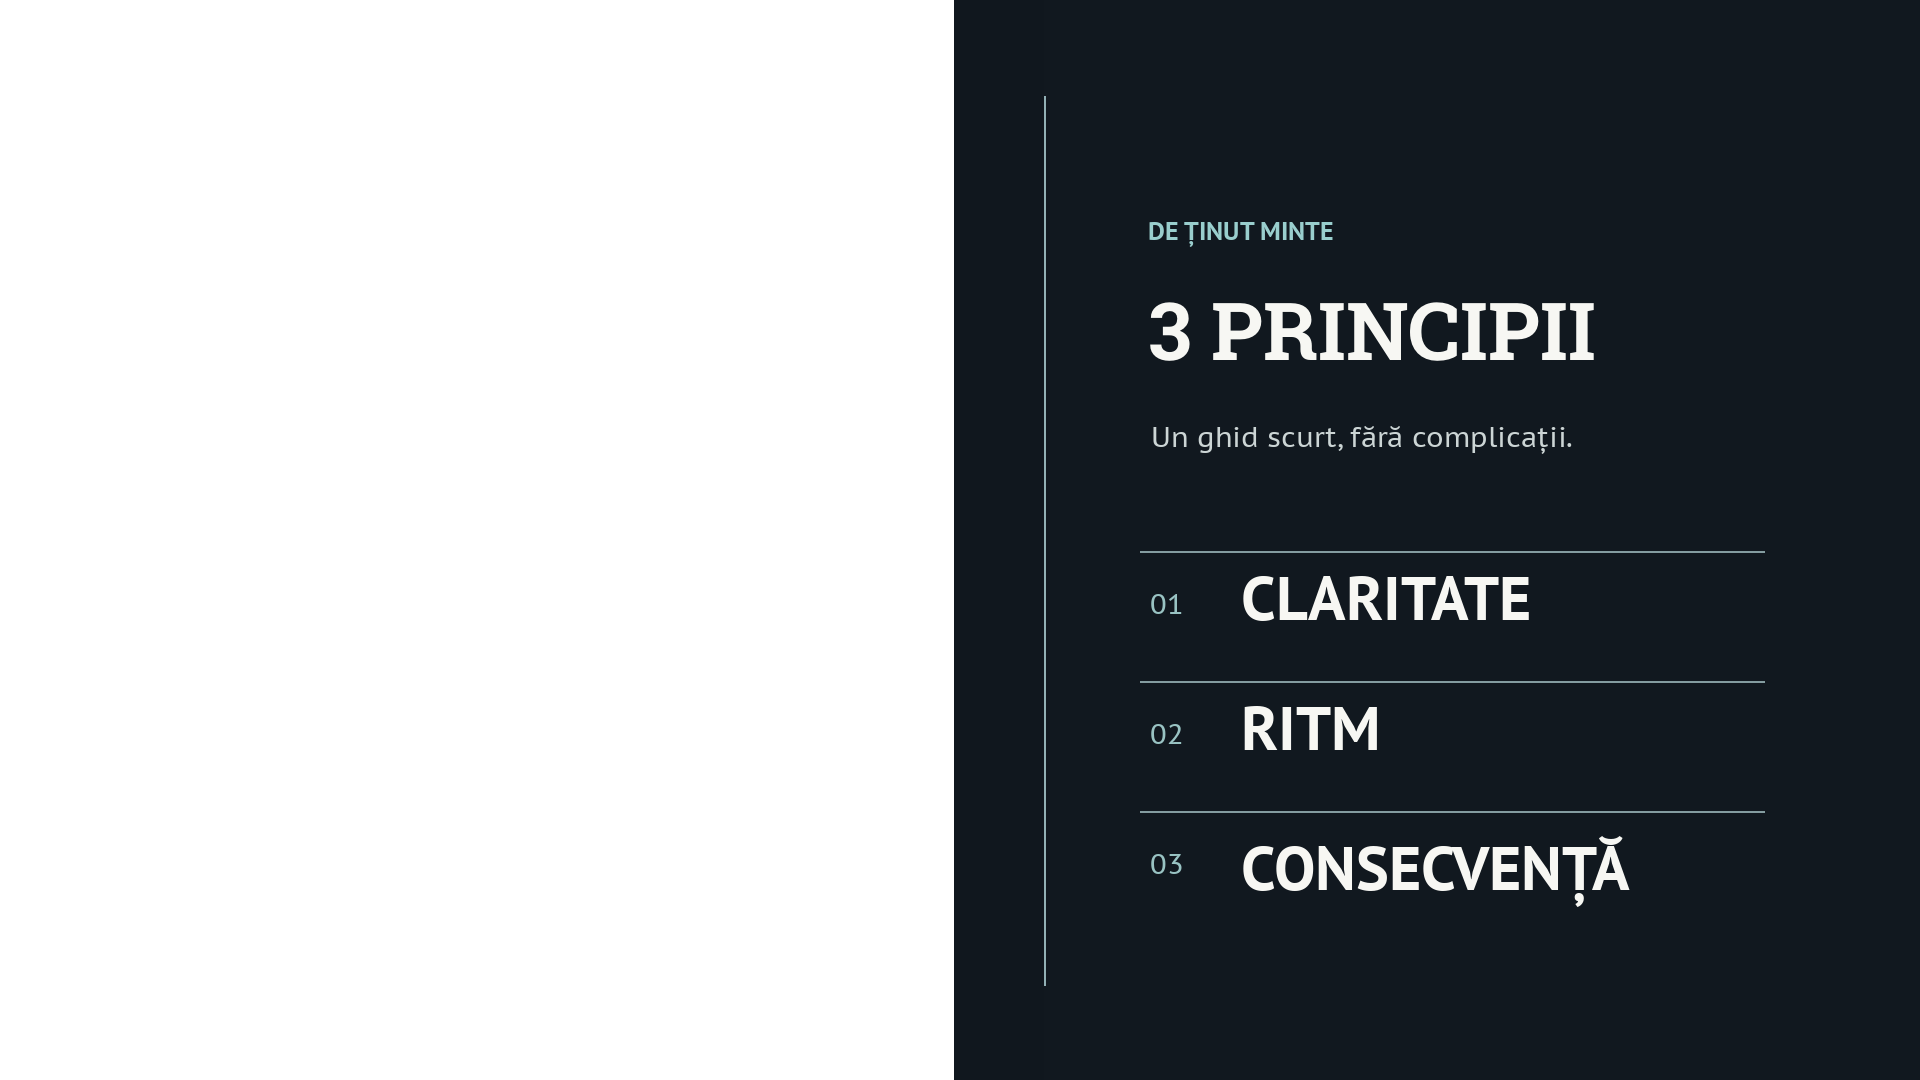 DE ȚINUT MINTE
3 PRINCIPII
Un ghid scurt, fără complicații.
01 CLARITATE
02 RITM
03 CONSECVENȚĂ